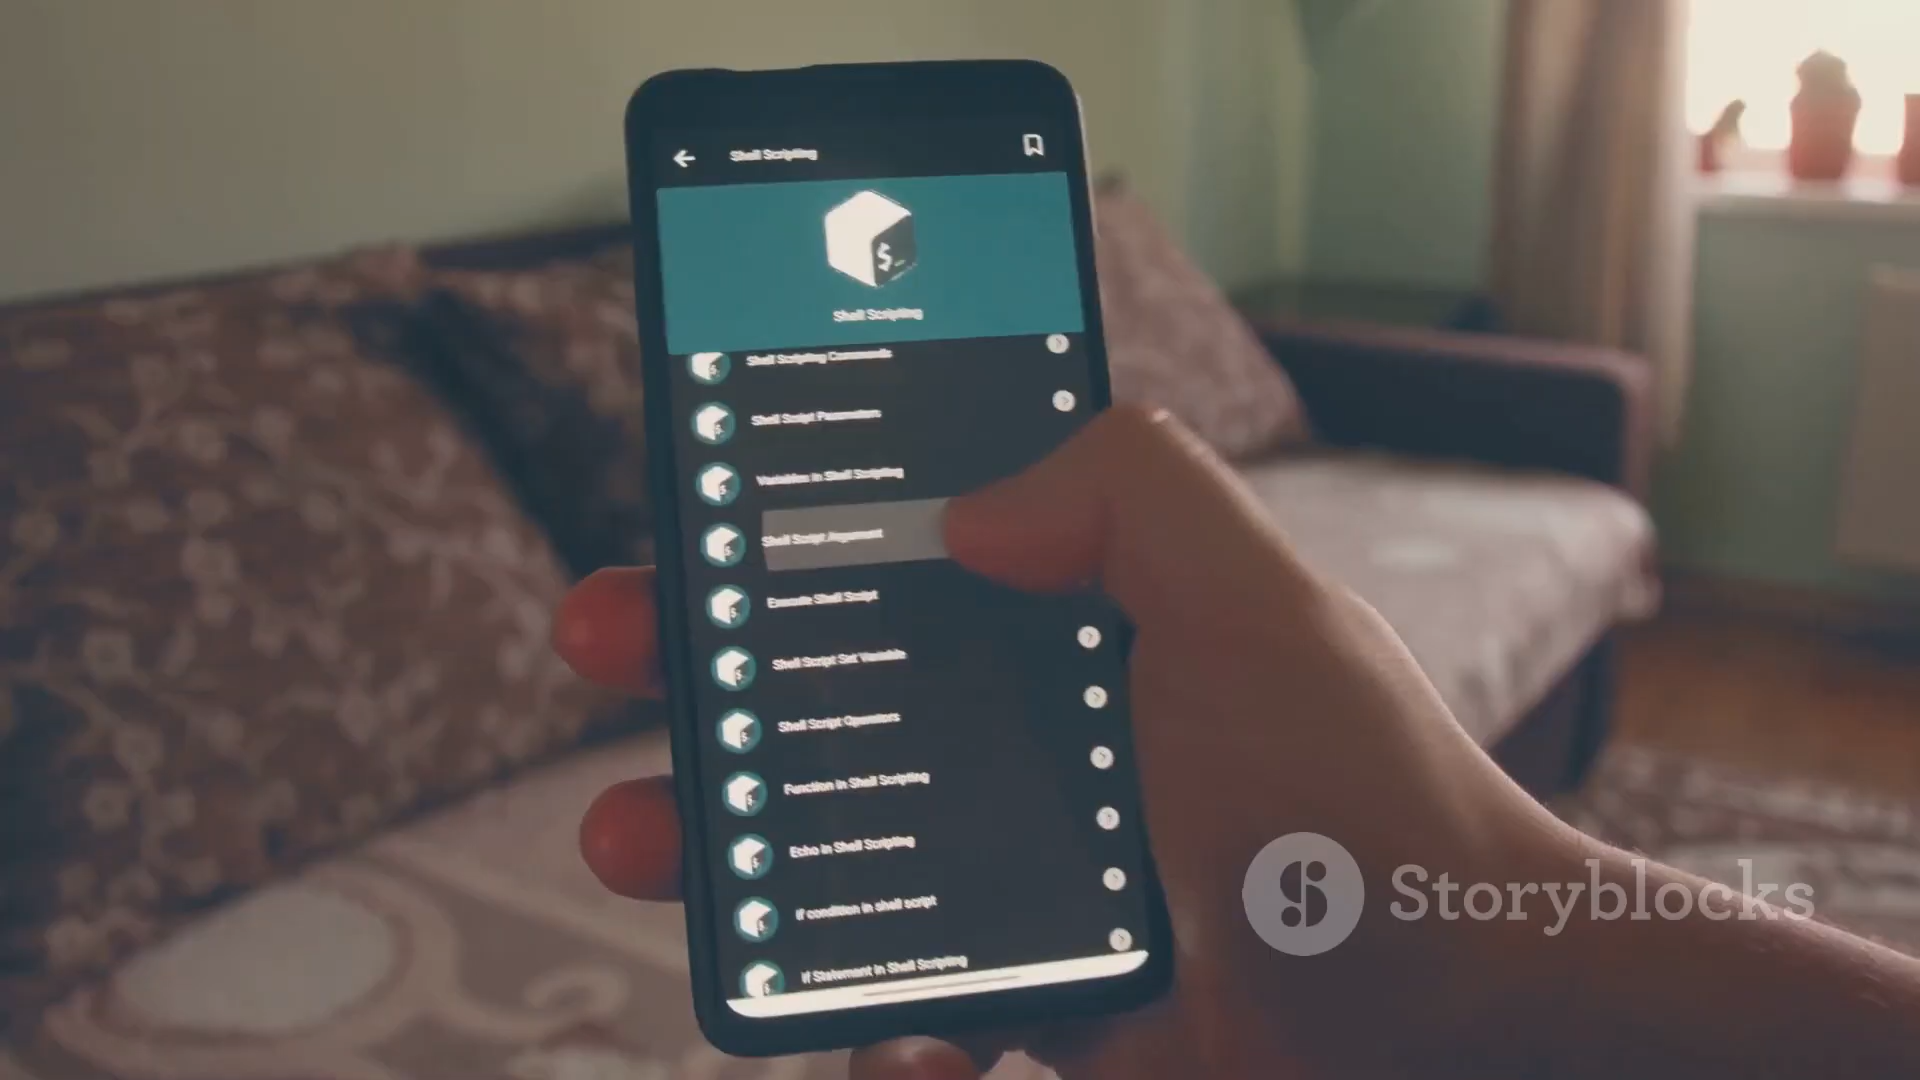 Shell Scripting
$_
Shell Scripting
Shell Scripting Commands
Shell Script Parameters
Variables in Shell Scripting
Shell Script Argument
Execute Shell Script
Shell Script Set Variable
Shell Script Operators
Function in Shell Scripting
Echo in Shell Scripting
if condition in shell script
If Statement in Shell Scripting
Storyblocks